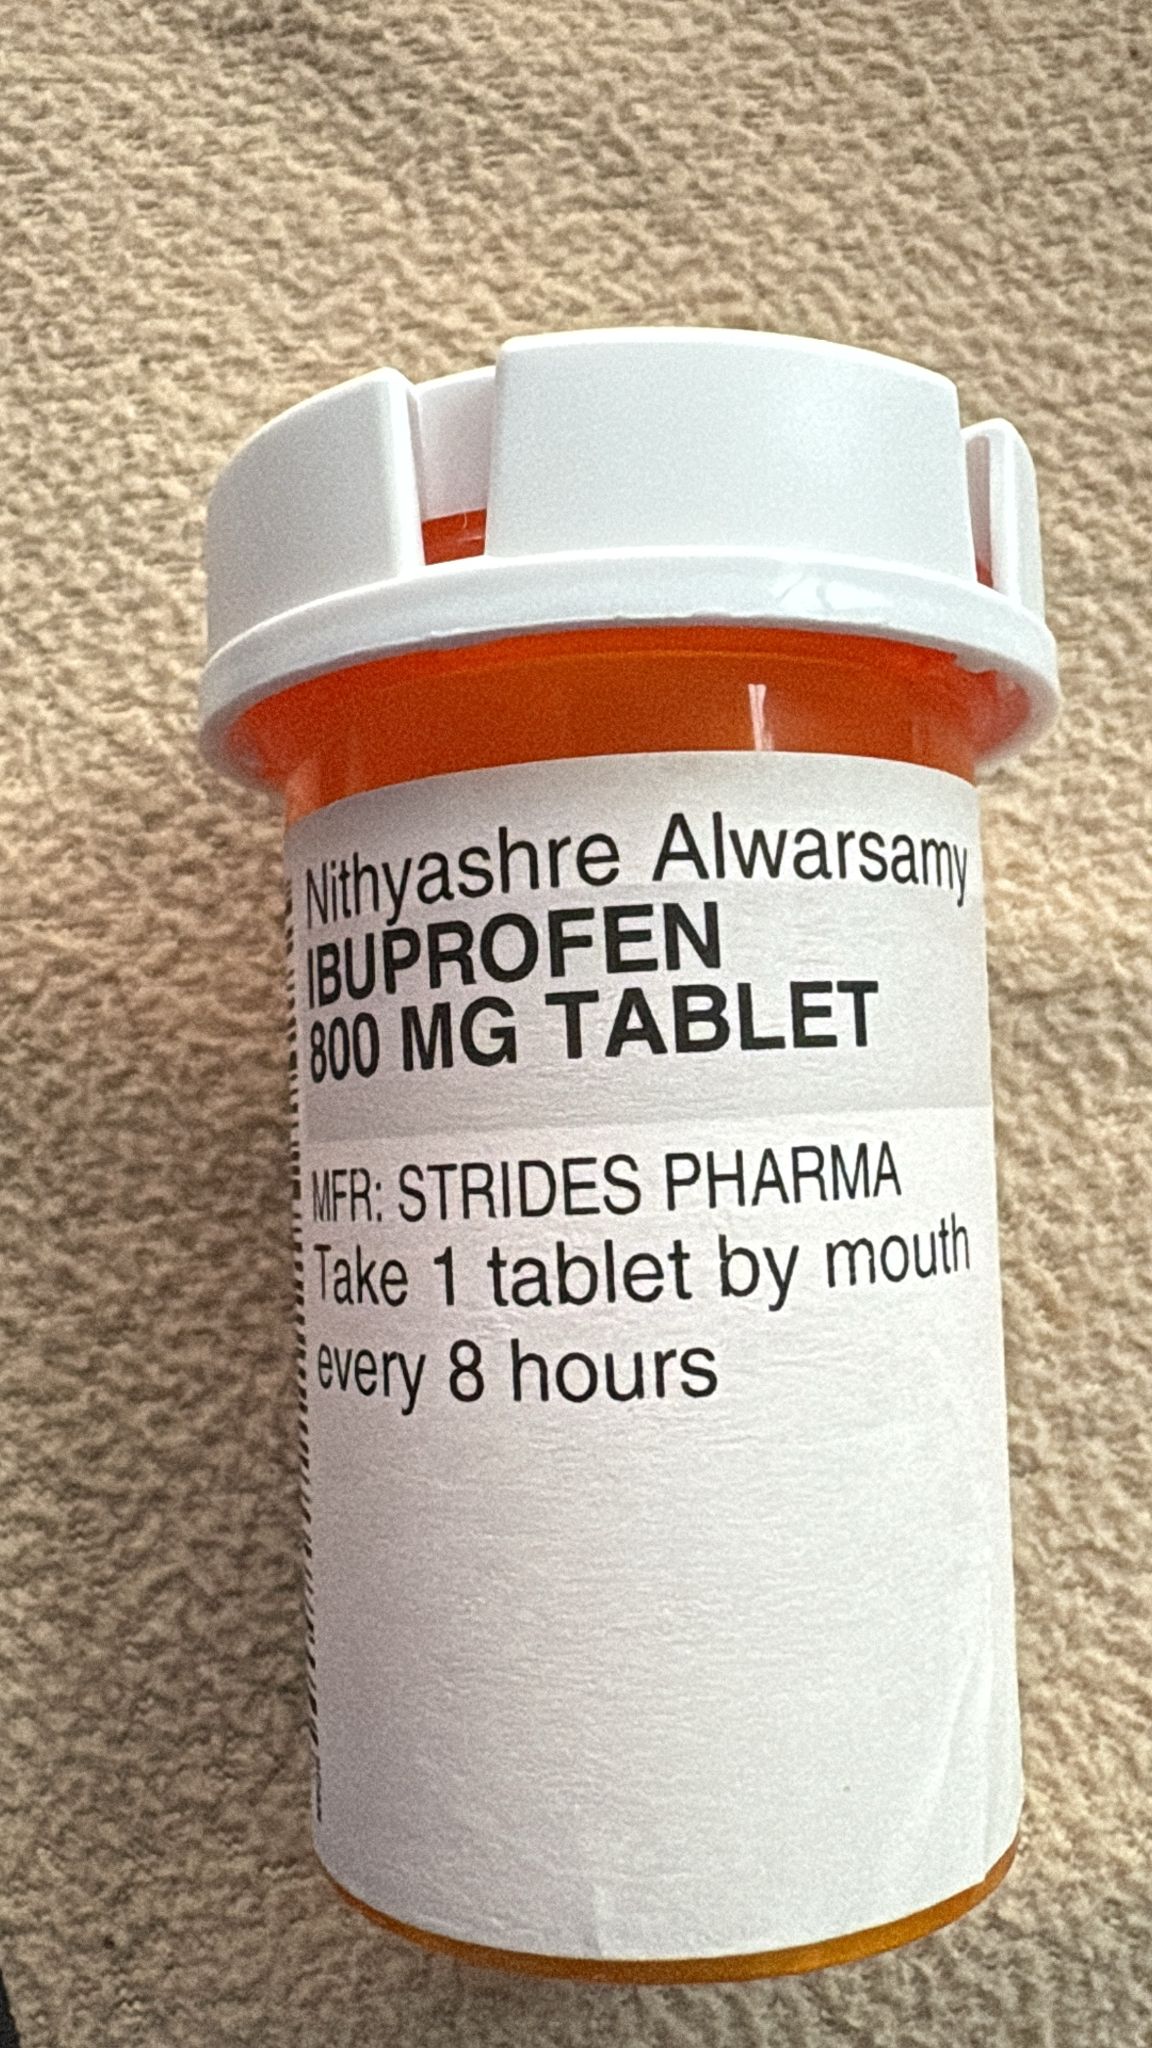 Nithyashre Alwarsamy
IBUPROFEN
800 MG TABLET
MFR: STRIDES PHARMA
Take 1 tablet by mouth
every 8 hours